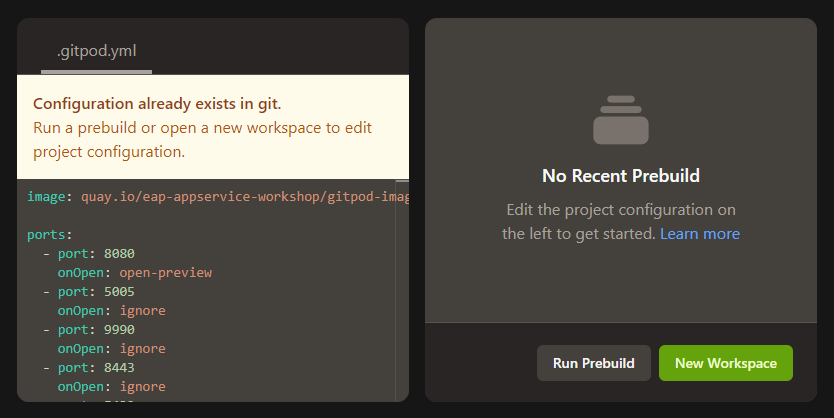 .gitpod.yml
Configuration already exists in git.
Run a prebuild or open a new workspace to edit
project configuration.
image: quay.io/eap-appservice-workshop/gitpod-imag
ports:
- port: 8080
onOpen: open-preview
- port: 5005
onOpen: ignore
- port: 9990
onOpen: ignore
- port: 8443
onOpen: ignore
No Recent Prebuild
Edit the project configuration on
the left to get started. Learn more
Run Prebuild
New Workspace